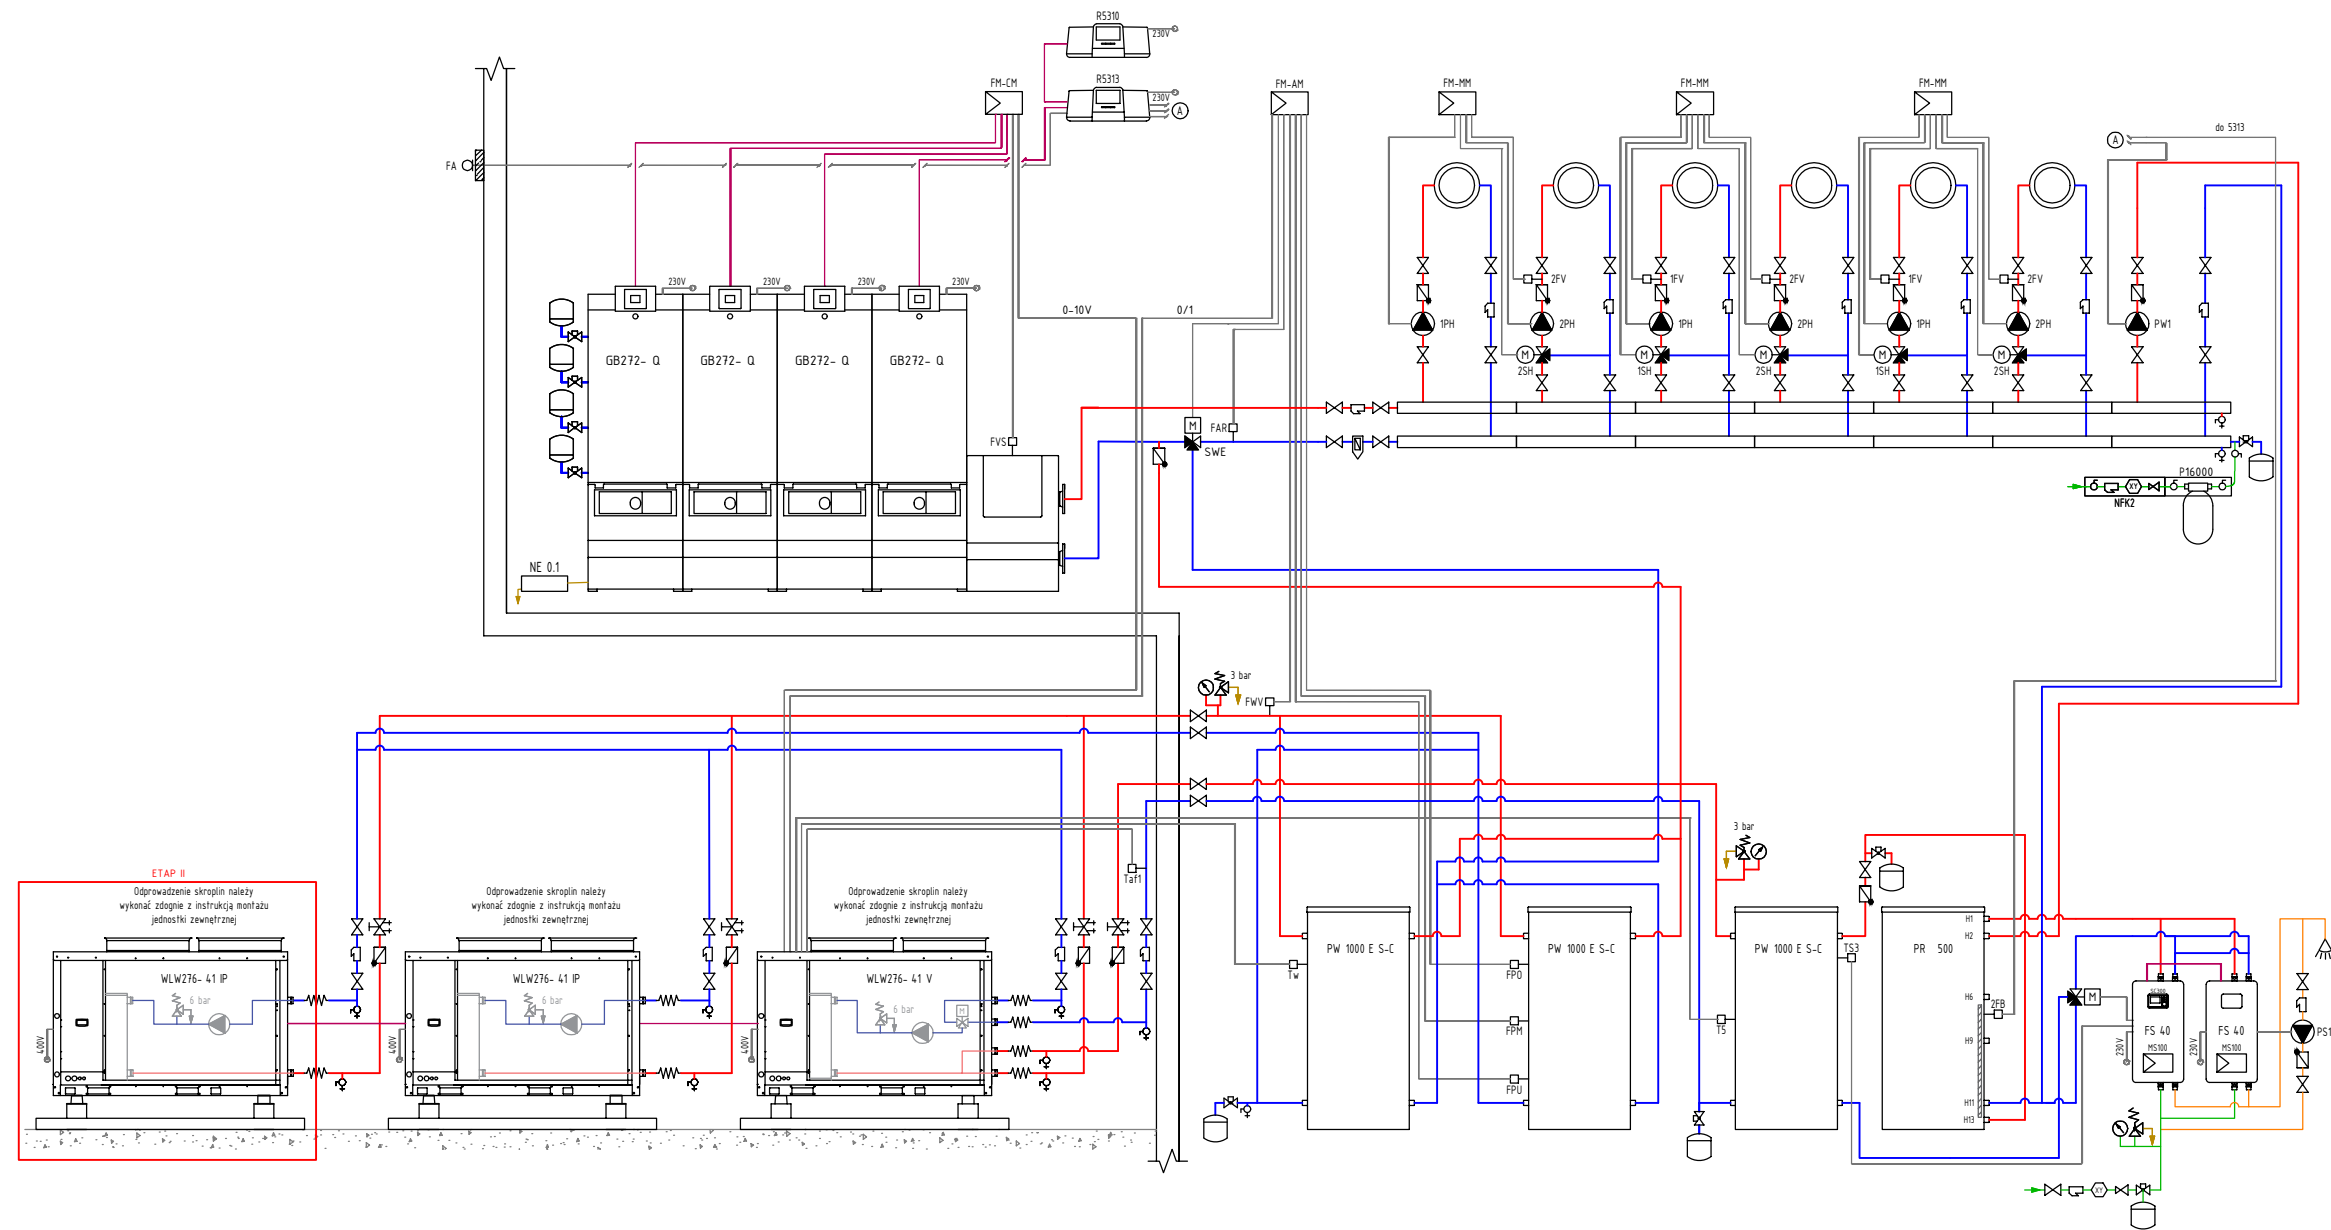 R5310
230V
R5313
230V
A
FM-CM
FM-AM
FM-MM
FM-MM
FM-MM
A
do 5313
FA
230V
230V
230V
230V
GB272- Q
GB272- Q
GB272- Q
GB272- Q
0-10V
0/1
2FV
1FV
2FV
1FV
2FV
1PH
2PH
1PH
2PH
1PH
2PH
PW1
M
M
M
M
M
2SH
1SH
2SH
1SH
2SH
FVS
M
SWE
FAR
P16000
XY
NFK2
NE 0.1
3 bar
FWV
3 bar
Taf1
ETAP II
Odprowadzenie skroplin należy
wykonać zdognie z instrukcją montażu
jednostki zewnętrznej
Odprowadzenie skroplin należy
wykonać zdognie z instrukcją montażu
jednostki zewnętrznej
Odprowadzenie skroplin należy
wykonać zdognie z instrukcją montażu
jednostki zewnętrznej
WLW276- 41 IP
6 bar
400V
WLW276- 41 IP
6 bar
400V
WLW276- 41 V
6 bar
M
400V
PW 1000 E S-C
Tw
PW 1000 E S-C
FPO
FPM
FPU
PW 1000 E S-C
T5
TS3
PR 500
H1
H2
H6
H9
H11
H13
2FB
M
SC300
FS 40
MS100
230V
FS 40
MS100
230V
PS1
XY